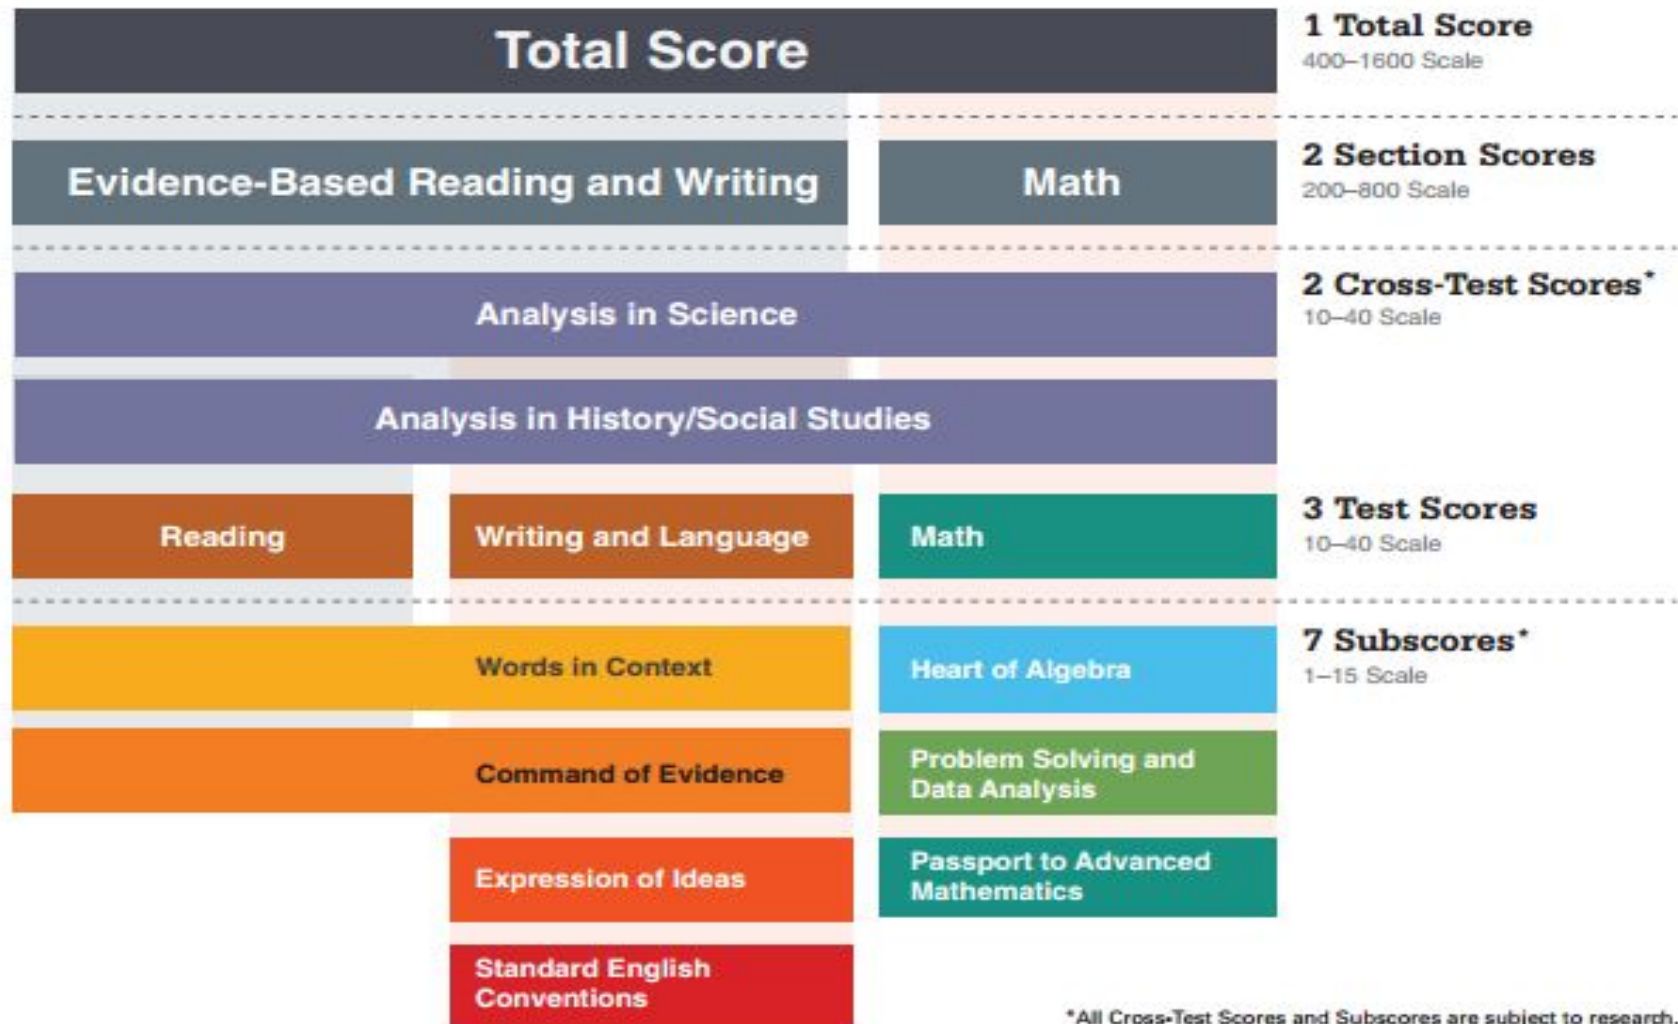 Total Score
1 Total Score
400–1600 Scale
Evidence-Based Reading and Writing
Math
2 Section Scores
200–800 Scale
Analysis in Science
2 Cross-Test Scores*
10–40 Scale
Analysis in History/Social Studies
Reading
Writing and Language
Math
3 Test Scores
10–40 Scale
Words in Context
Heart of Algebra
7 Subscores*
1–15 Scale
Command of Evidence
Problem Solving and
Data Analysis
Expression of Ideas
Passport to Advanced
Mathematics
Standard English
Conventions
*All Cross-Test Scores and Subscores are subject to research.